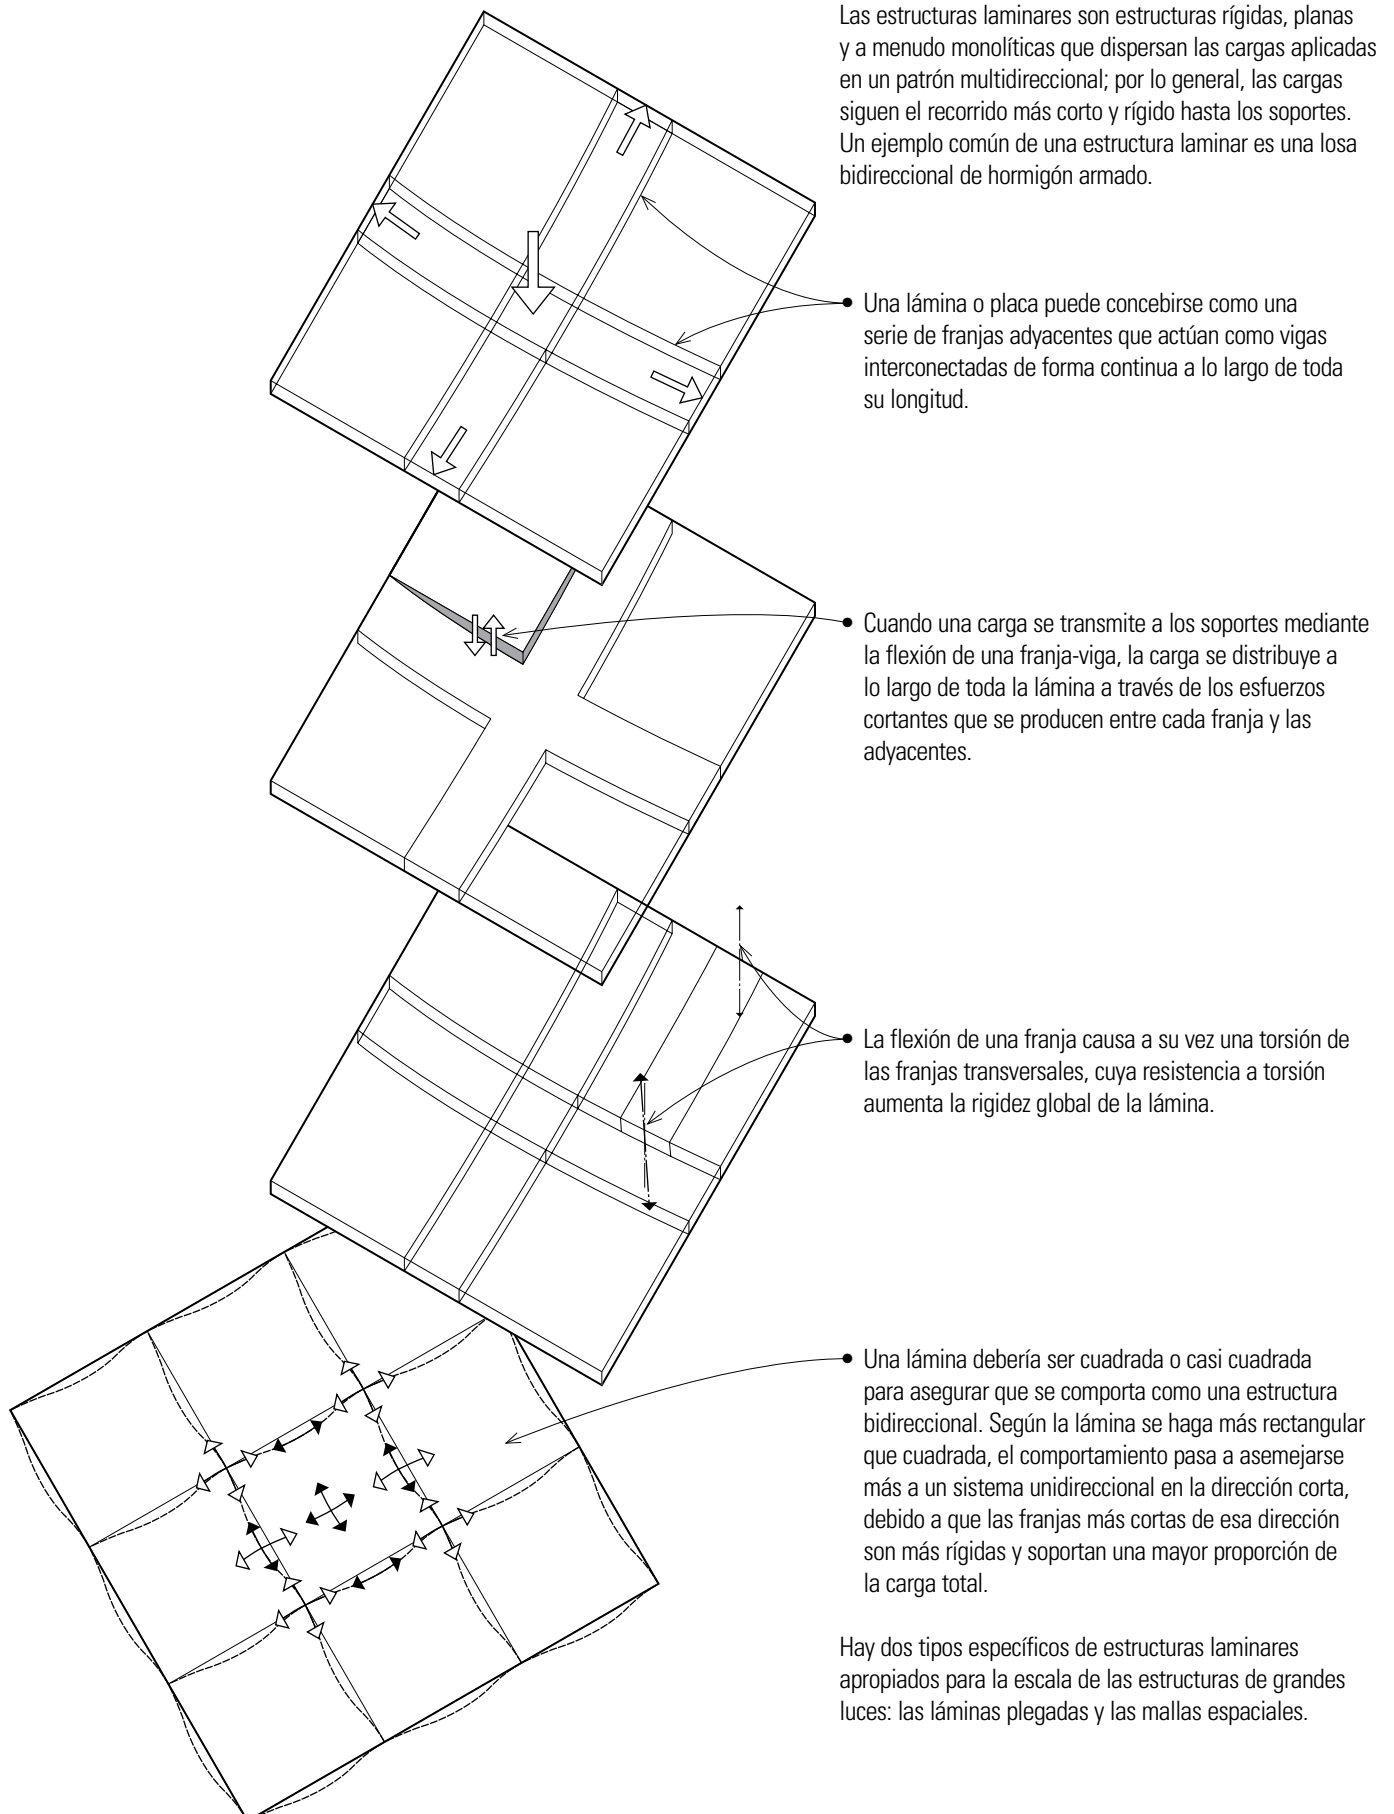 Las estructuras laminares son estructuras rígidas, planas
y a menudo monolíticas que dispersan las cargas aplicadas
en un patrón multidireccional; por lo general, las cargas
siguen el recorrido más corto y rígido hasta los soportes.
Un ejemplo común de una estructura laminar es una losa
bidireccional de hormigón armado.
• Una lámina o placa puede concebirse como una
serie de franjas adyacentes que actúan como vigas
interconectadas de forma continua a lo largo de toda
su longitud.
• Cuando una carga se transmite a los soportes mediante
la flexión de una franja-viga, la carga se distribuye a
lo largo de toda la lámina a través de los esfuerzos
cortantes que se producen entre cada franja y las
adyacentes.
• La flexión de una franja causa a su vez una torsión de
las franjas transversales, cuya resistencia a torsión
aumenta la rigidez global de la lámina.
• Una lámina debería ser cuadrada o casi cuadrada
para asegurar que se comporta como una estructura
bidireccional. Según la lámina se haga más rectangular
que cuadrada, el comportamiento pasa a asemejarse
más a un sistema unidireccional en la dirección corta,
debido a que las franjas más cortas de esa dirección
son más rígidas y soportan una mayor proporción de
la carga total.
Hay dos tipos específicos de estructuras laminares
apropiados para la escala de las estructuras de grandes
luces: las láminas plegadas y las mallas espaciales.